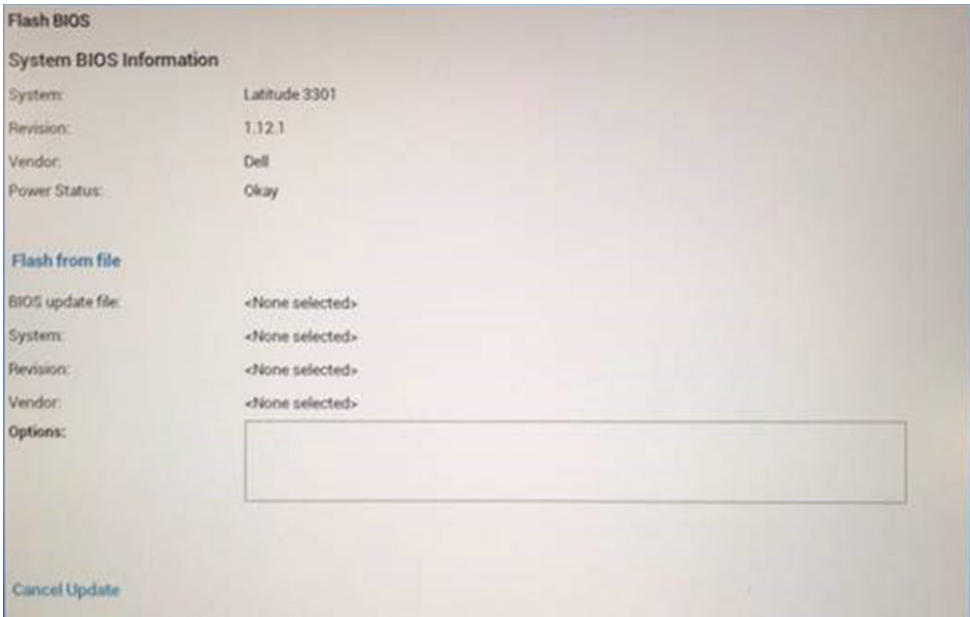 Flash BIOS
System BIOS Information
System: Latitude 3301
Revision: 1.12.1
Vendor: Dell
Power Status: Okay
Flash from file
BIOS update file: <None selected>
System: <None selected>
Revision: <None selected>
Vendor: <None selected>
Options:
Cancel Update